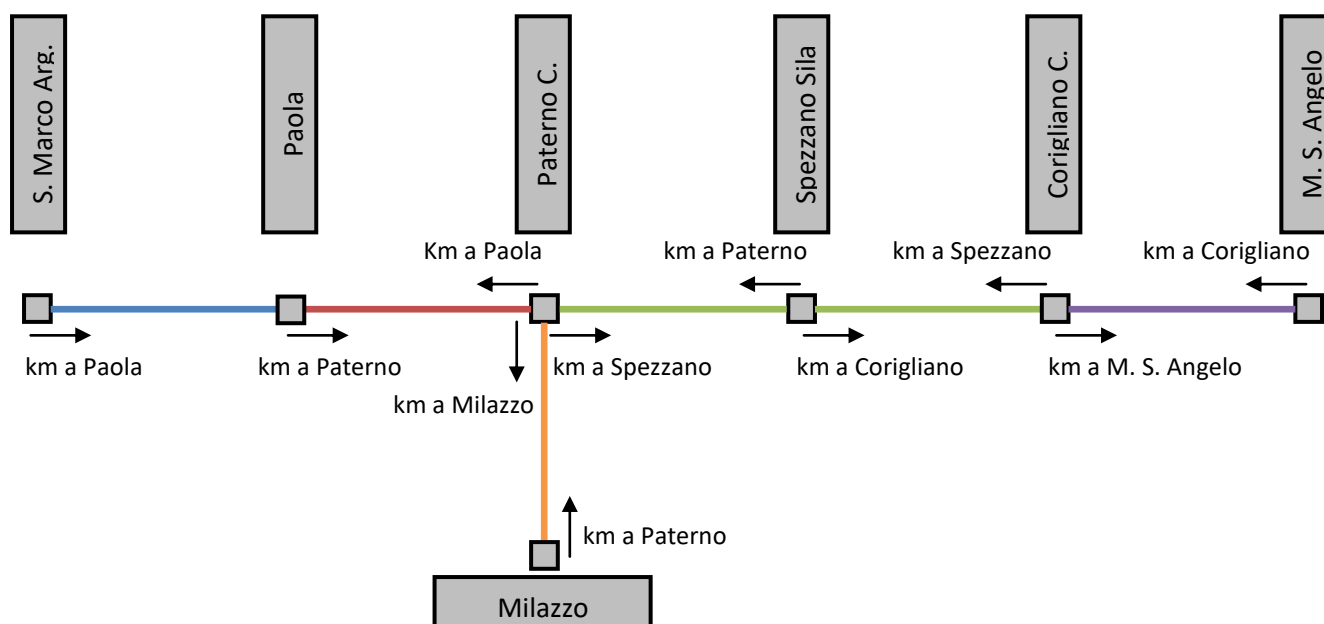 S. Marco Arg.
Paola
Paterno C.
Spezzano Sila
Corigliano C.
M. S. Angelo
Km a Paola
km a Paterno
km a Spezzano
km a Corigliano
km a Paola
km a Paterno
km a Spezzano
km a Corigliano
km a M. S. Angelo
km a Milazzo
km a Paterno
Milazzo